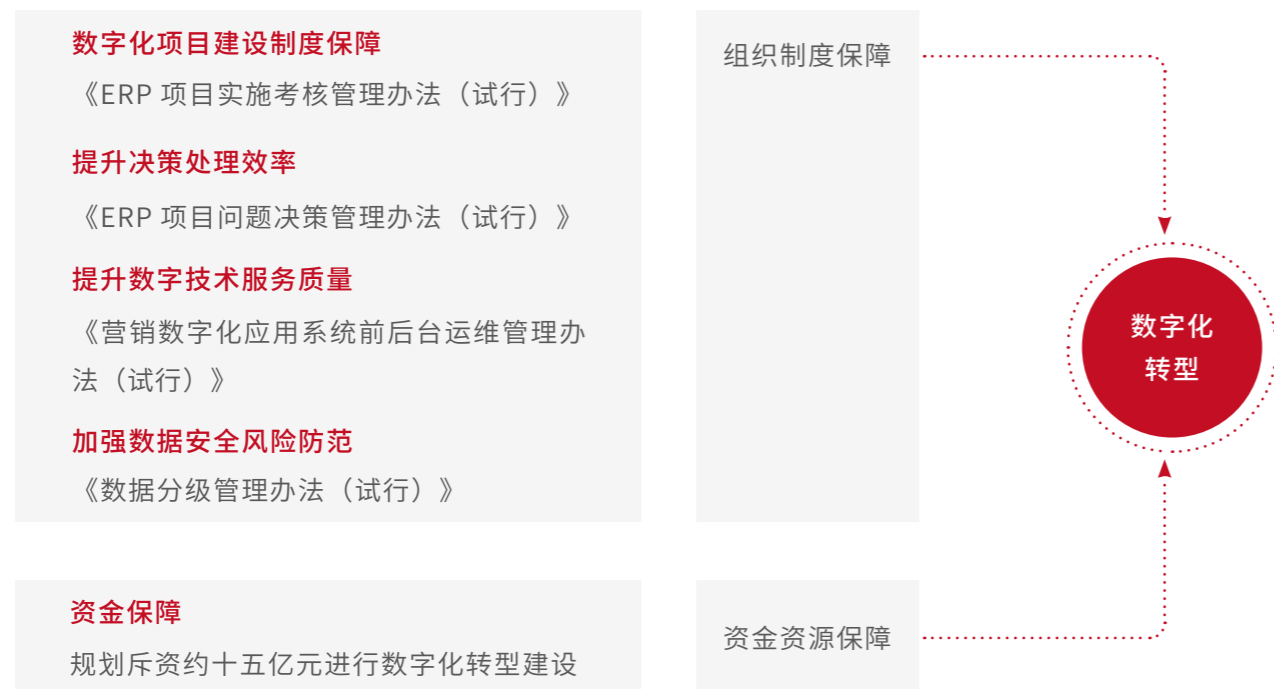 数字化项目建设制度保障
《ERP 项目实施考核管理办法（试行）》
提升决策处理效率
《ERP 项目问题决策管理办法（试行）》
提升数字技术服务质量
《营销数字化应用系统前后台运维管理办
法（试行）》
加强数据安全风险防范
《数据分级管理办法（试行）》
组织制度保障
资金保障
规划斥资约十五亿元进行数字化转型建设
资金资源保障
数字化
转型